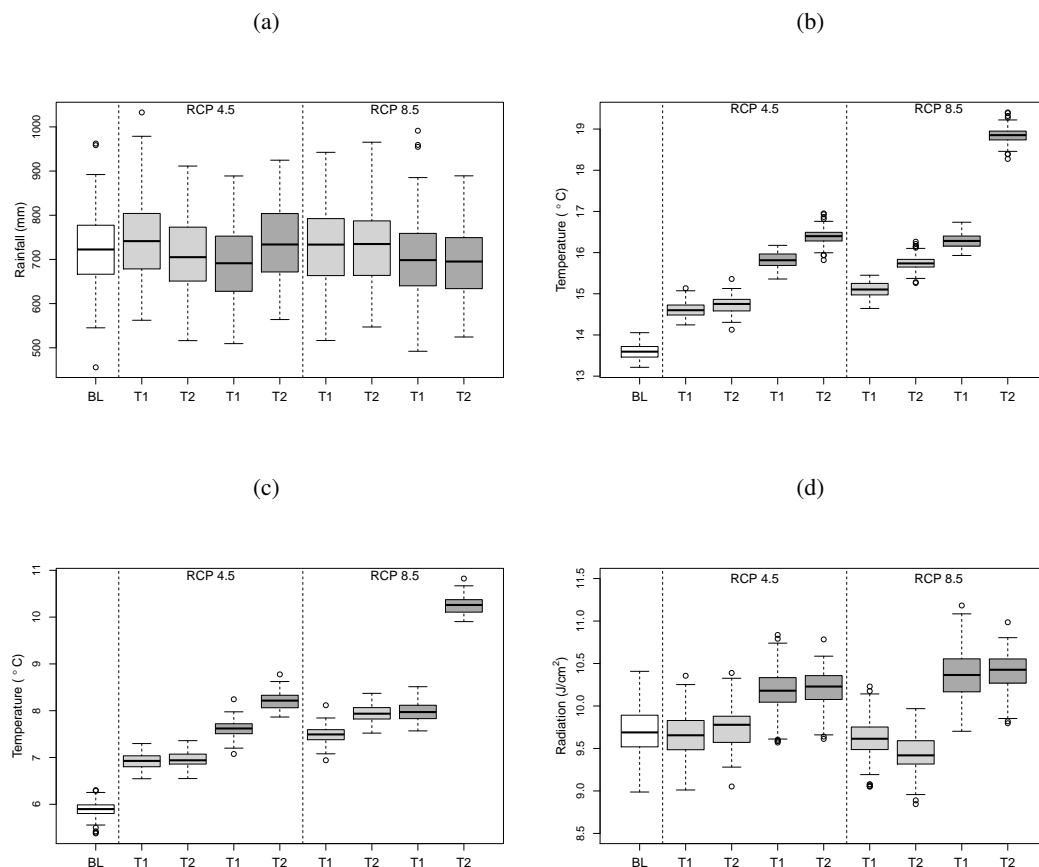 (a)
RCP 4.5 RCP 8.5
Rainfall (mm)
1000
900
800
700
600
500
BL T1 T2 T1 T2 T1 T2 T1 T2
(b)
RCP 4.5 RCP 8.5
Temperature ( ° C)
19
18
17
16
15
14
13
BL T1 T2 T1 T2 T1 T2 T1 T2
(c)
RCP 4.5 RCP 8.5
Temperature ( ° C)
11
10
9
8
7
6
BL T1 T2 T1 T2 T1 T2 T1 T2
(d)
RCP 4.5 RCP 8.5
Radiation (J/cm²)
11.5
11.0
10.5
10.0
9.5
9.0
8.5
BL T1 T2 T1 T2 T1 T2 T1 T2